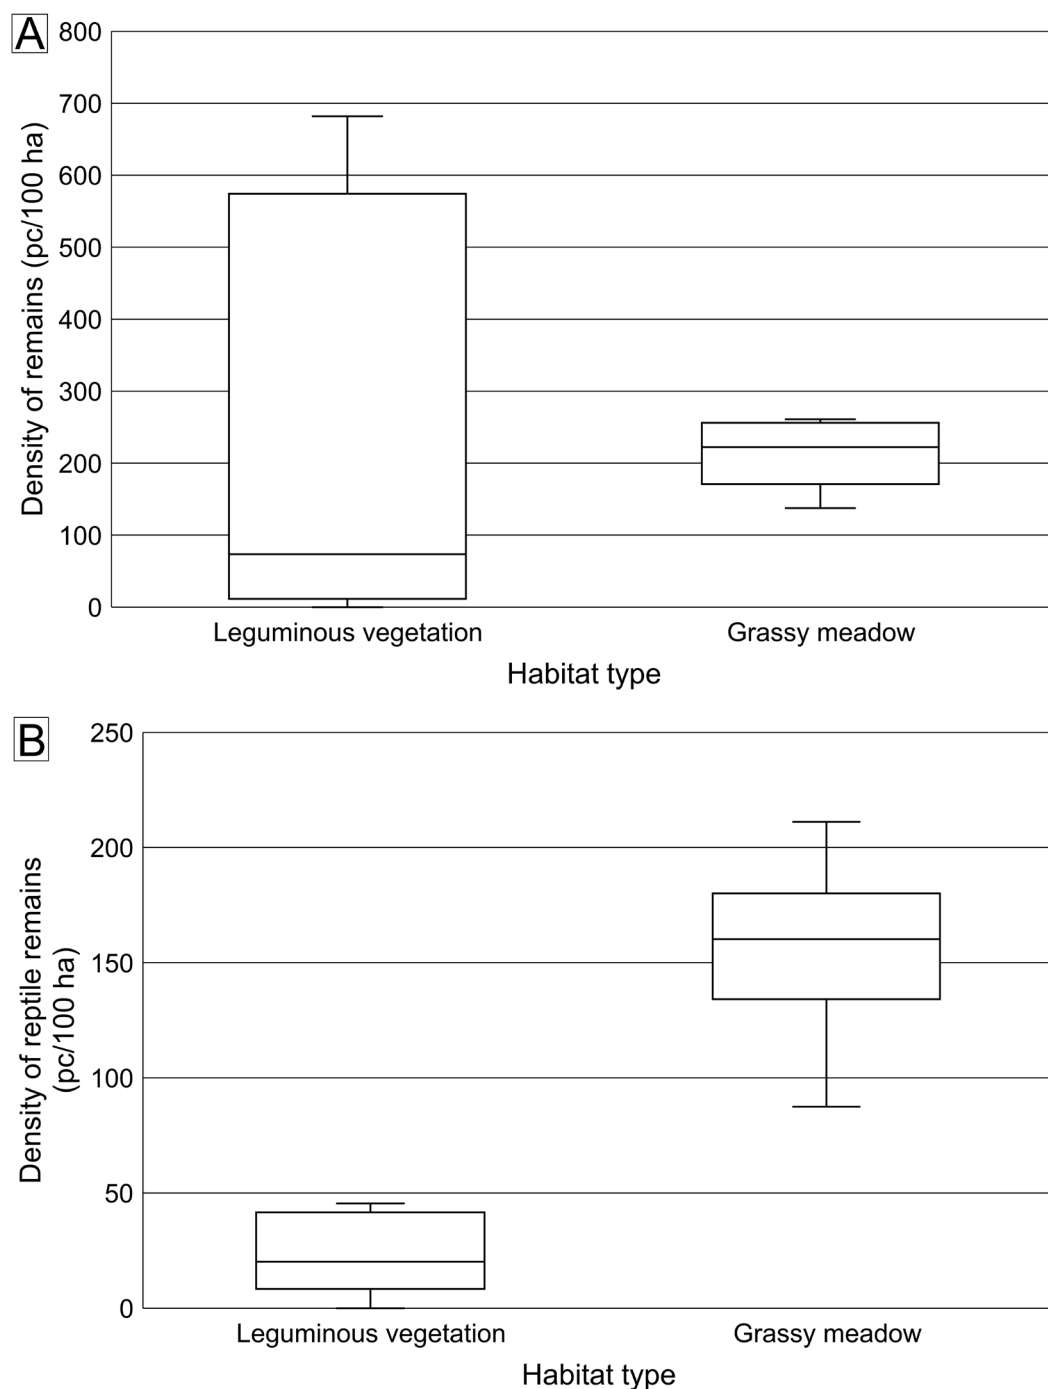 A
Density of remains (pc/100 ha)
800
700
600
500
400
300
200
100
0
Leguminous vegetation
Grassy meadow
Habitat type
B
Density of reptile remains
(pc/100 ha)
250
200
150
100
50
0
Leguminous vegetation
Grassy meadow
Habitat type